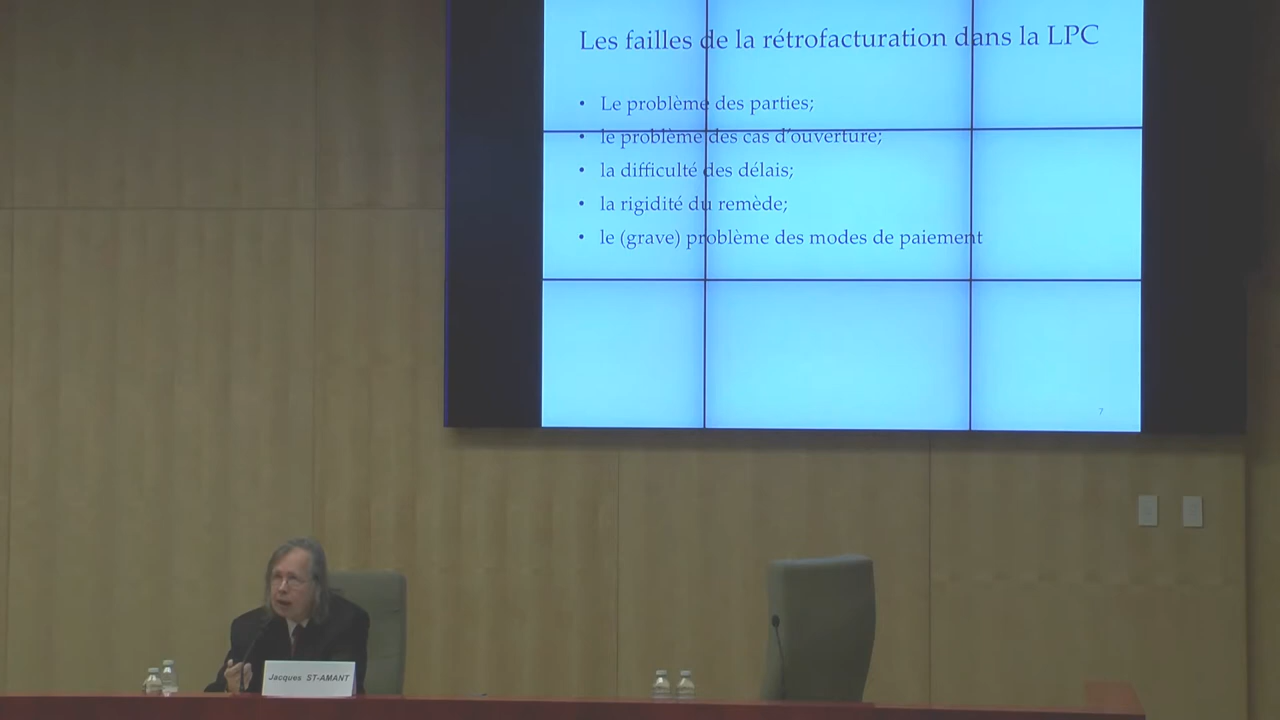 Les failles de la rétrofacturation dans la LPC
• Le problème des parties;
• le problème des cas d'ouverture;
• la difficulté des délais;
• la rigidité du remède;
• le (grave) problème des modes de paiement
7
Jacques ST-AMANT